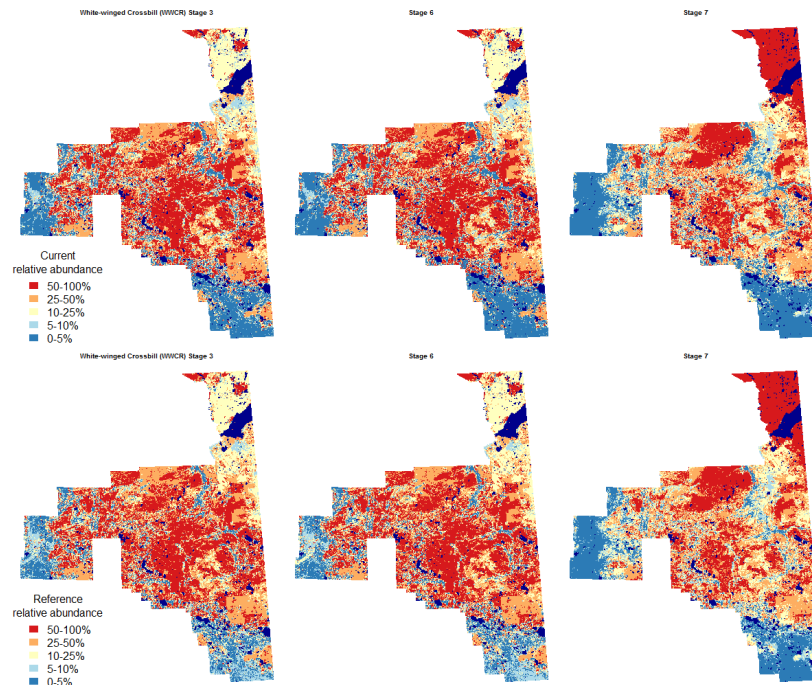 White-winged Crossbill (WWCR) Stage 3
Stage 6
Stage 7
Current
relative abundance
50-100%
25-50%
10-25%
5-10%
0-5%
White-winged Crossbill (WWCR) Stage 3
Stage 6
Stage 7
Reference
relative abundance
50-100%
25-50%
10-25%
5-10%
0-5%